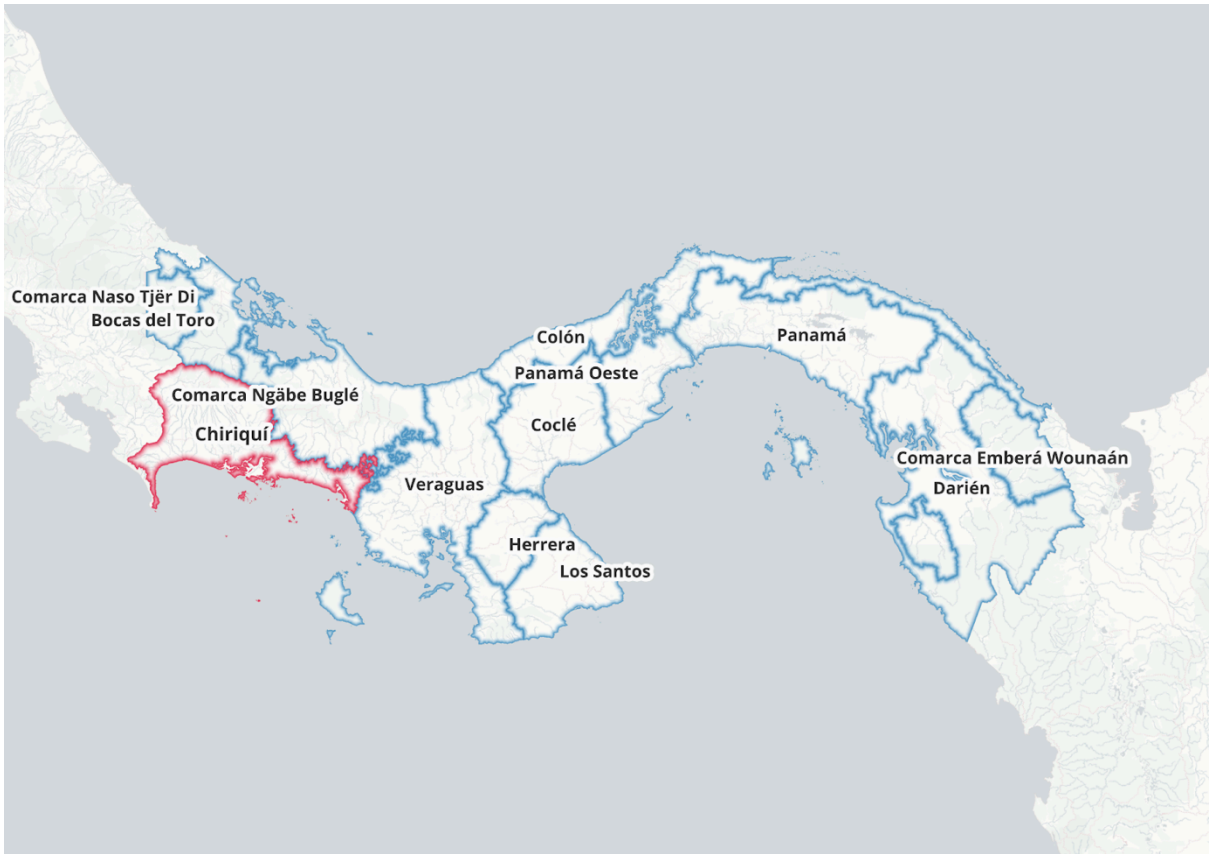 Comarca Naso Tjër Di
Bocas del Toro
Colón
Panamá
Panamá Oeste
Comarca Ngäbe Buglé
Coclé
Chiriquí
Comarca Emberá Wounaán
Veraguas
Darién
Herrera
Los Santos